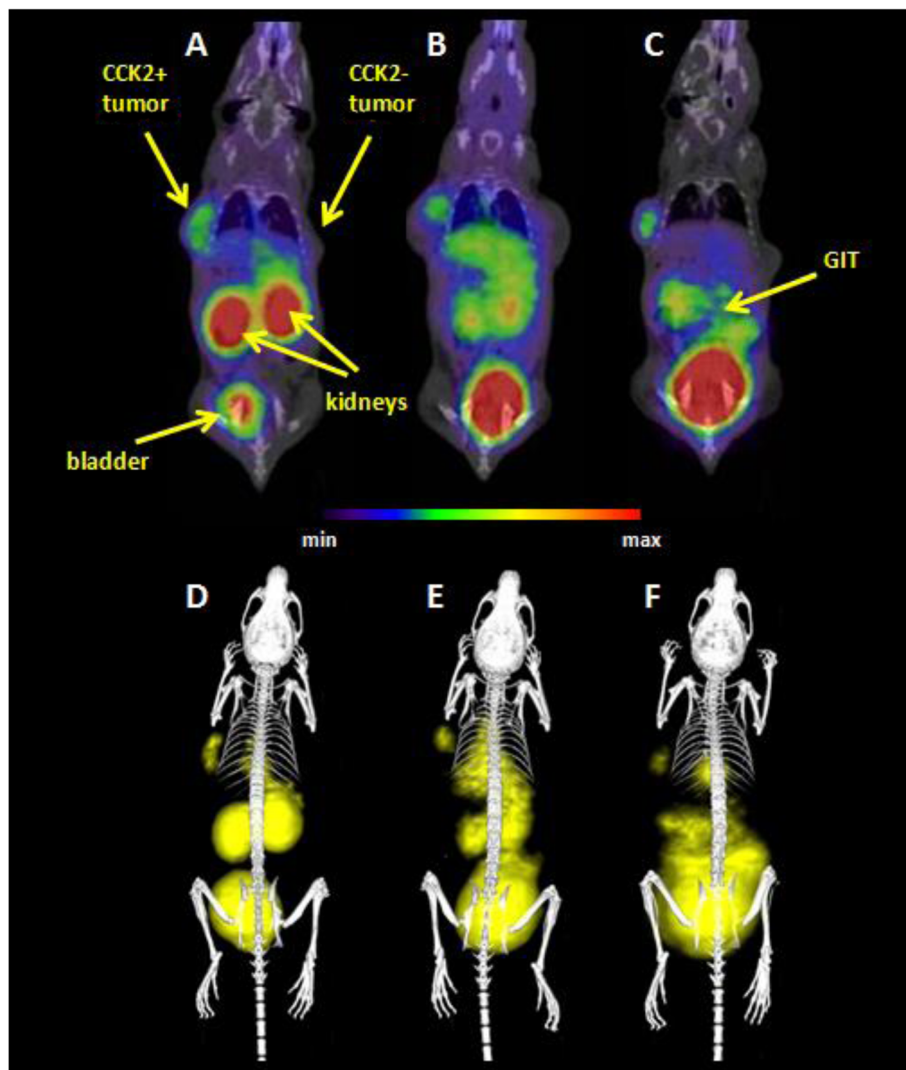 A
B
C
CCK2+
tumor
CCK2-
tumor
GIT
kidneys
bladder
min
max
D
E
F